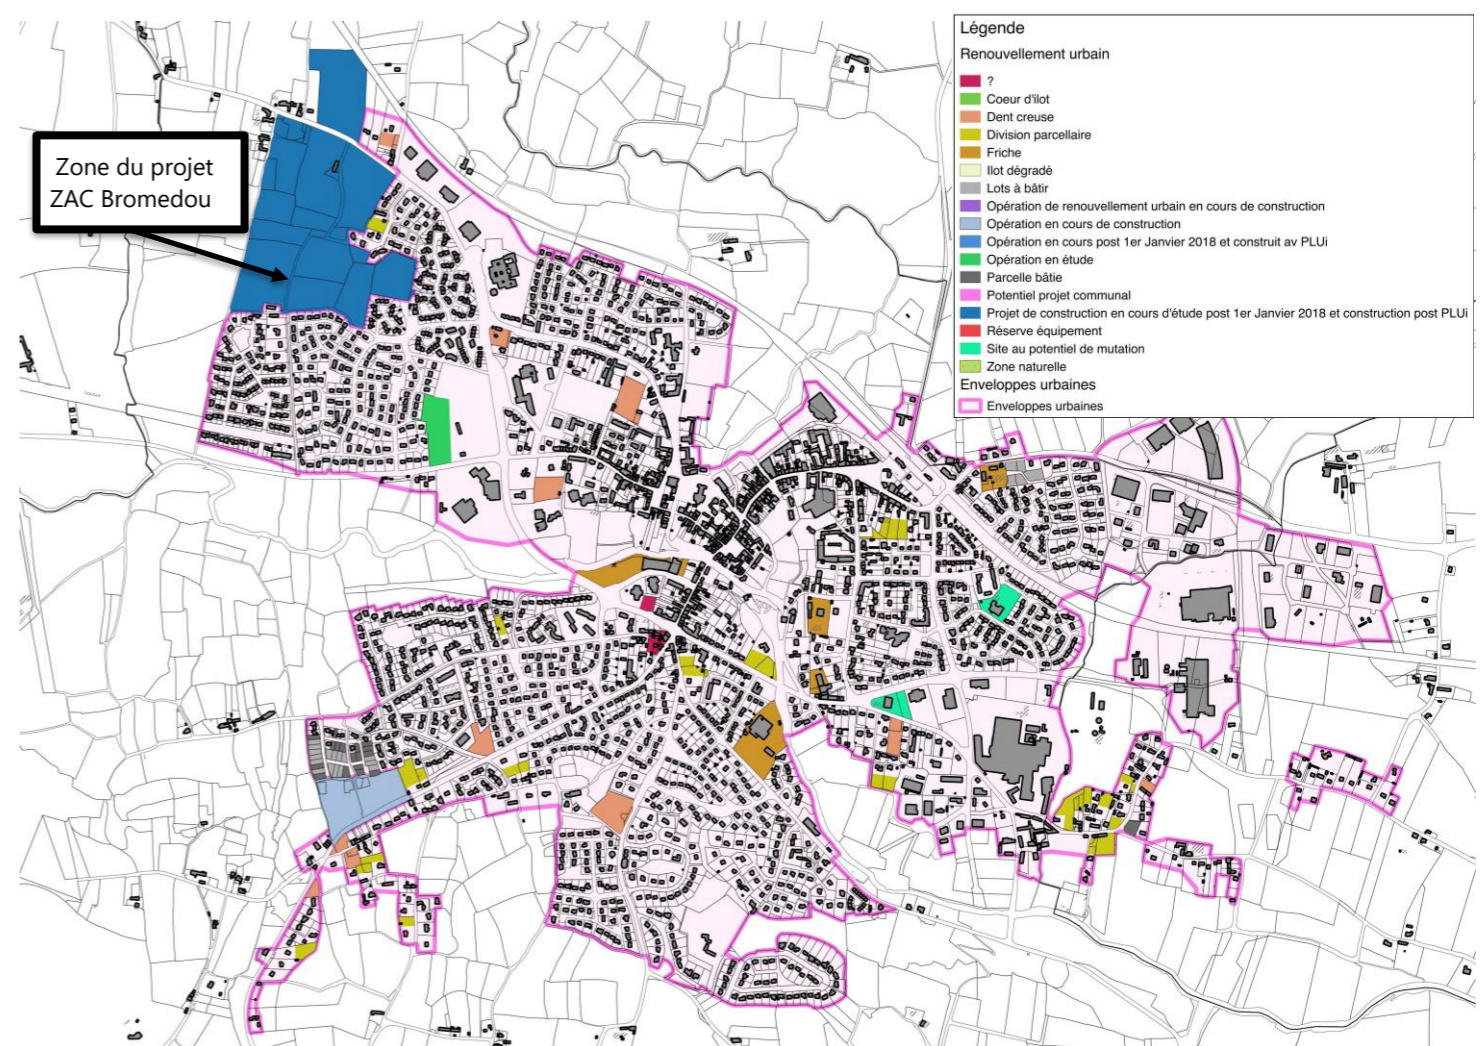 Zone du projet
ZAC Bromedou
Légende
Renouvellement urbain
?
Coeur d'ilot
Dent creuse
Division parcellaire
Friche
Ilot dégradé
Lots à bâtir
Opération de renouvellement urbain en cours de construction
Opération en cours de construction
Opération en cours post 1er Janvier 2018 et construit av PLUi
Opération en étude
Parcelle bâtie
Potentiel projet communal
Projet de construction en cours d'étude post 1er Janvier 2018 et construction post PLUi
Réserve équipement
Site au potentiel de mutation
Zone naturelle
Enveloppes urbaines
Enveloppes urbaines